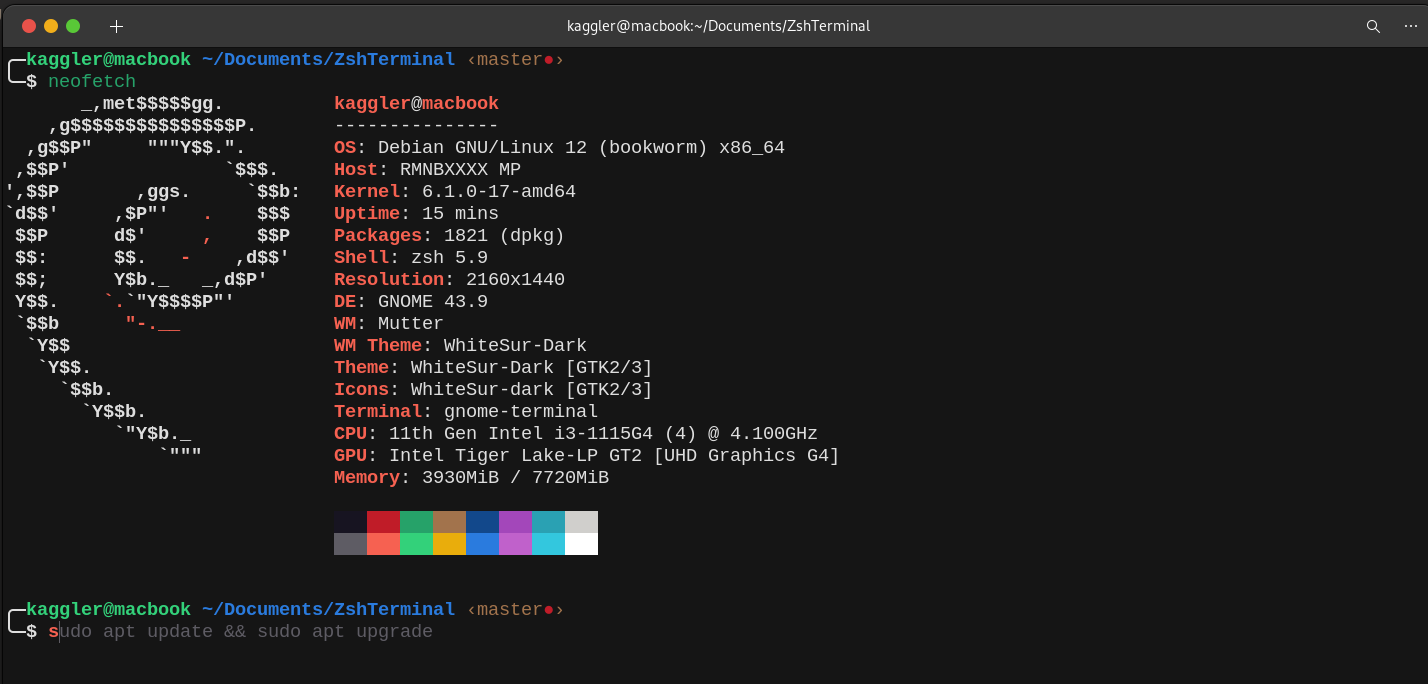 kaggler@macbook:~/Documents/ZshTerminal
kaggler@macbook ~/Documents/ZshTerminal ‹master●›
$ neofetch
       _,met$$$$$gg.          kaggler@macbook
    ,g$$$$$$$$$$$$$$$P.       ---------------
  ,g$$P"     """Y$$.".        OS: Debian GNU/Linux 12 (bookworm) x86_64
 ,$$P'              `$$$.     Host: RMNBXXXX MP
',$$P       ,ggs.     `$$b:   Kernel: 6.1.0-17-amd64
`d$$'     ,$P"'   .    $$$    Uptime: 15 mins
 $$P      d$'     ,    $$P    Packages: 1821 (dpkg)
 $$:      $$.   -    ,d$$'    Shell: zsh 5.9
 $$;      Y$b._   _,d$P'      Resolution: 2160x1440
 Y$$.    `.`"Y$$$$P"'         DE: GNOME 43.9
 `$$b      "-.__              WM: Mutter
  `Y$$                        WM Theme: WhiteSur-Dark
   `Y$$.                      Theme: WhiteSur-Dark [GTK2/3]
     `$$b.                    Icons: WhiteSur-dark [GTK2/3]
       `Y$$b.                 Terminal: gnome-terminal
          `"Y$b._             CPU: 11th Gen Intel i3-1115G4 (4) @ 4.100GHz
              `"""            GPU: Intel Tiger Lake-LP GT2 [UHD Graphics G4]
                              Memory: 3930MiB / 7720MiB
kaggler@macbook ~/Documents/ZshTerminal ‹master●›
$ sudo apt update && sudo apt upgrade